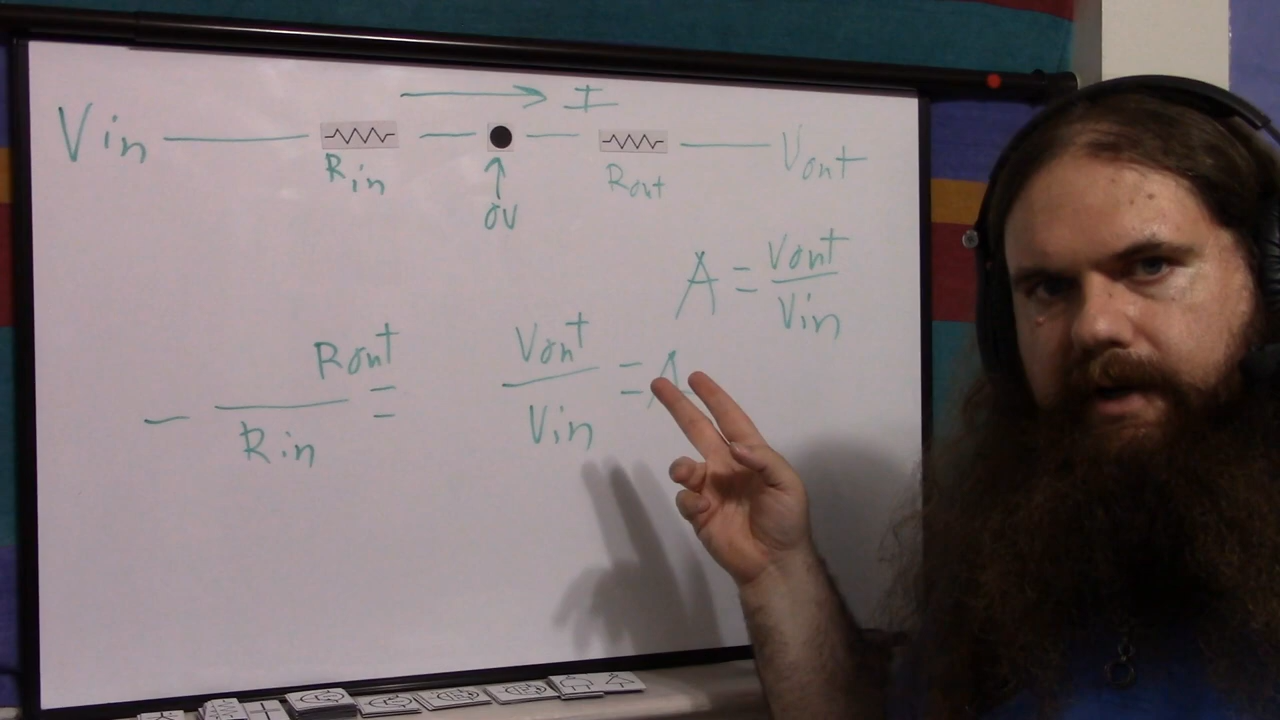 Vin → I Vout
Rin 0V Rout
A = Vout
Vin
- Rout = Vout = A
Rin Vin